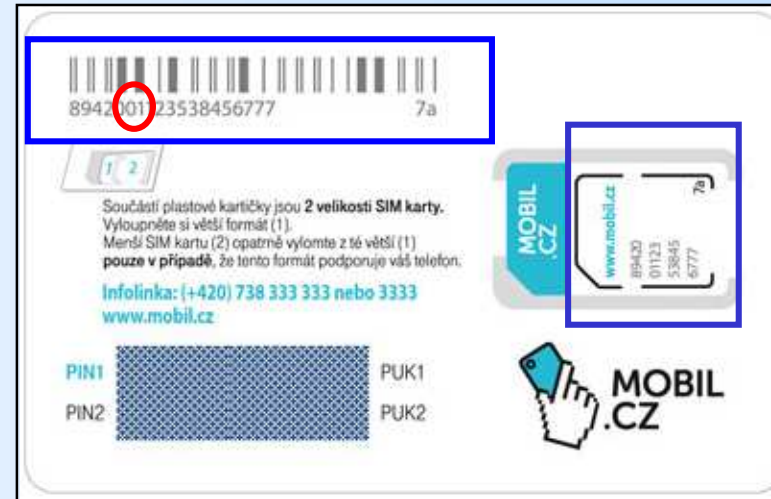 8942001123538456777 7a
1 2
Součástí plastové kartičky jsou 2 velikosti SIM karty.
Vyloupněte si větší formát (1).
Menší SIM kartu (2) opatrně vylomte z té větší (1)
pouze v případě, že tento formát podporuje váš telefon.
Infolinka: (+420) 738 333 333 nebo 3333
www.mobil.cz
PIN1 PUK1
PIN2 PUK2
MOBIL
.CZ
www.mobil.cz
89420
01123
53845
6777
7a
MOBIL
.CZ